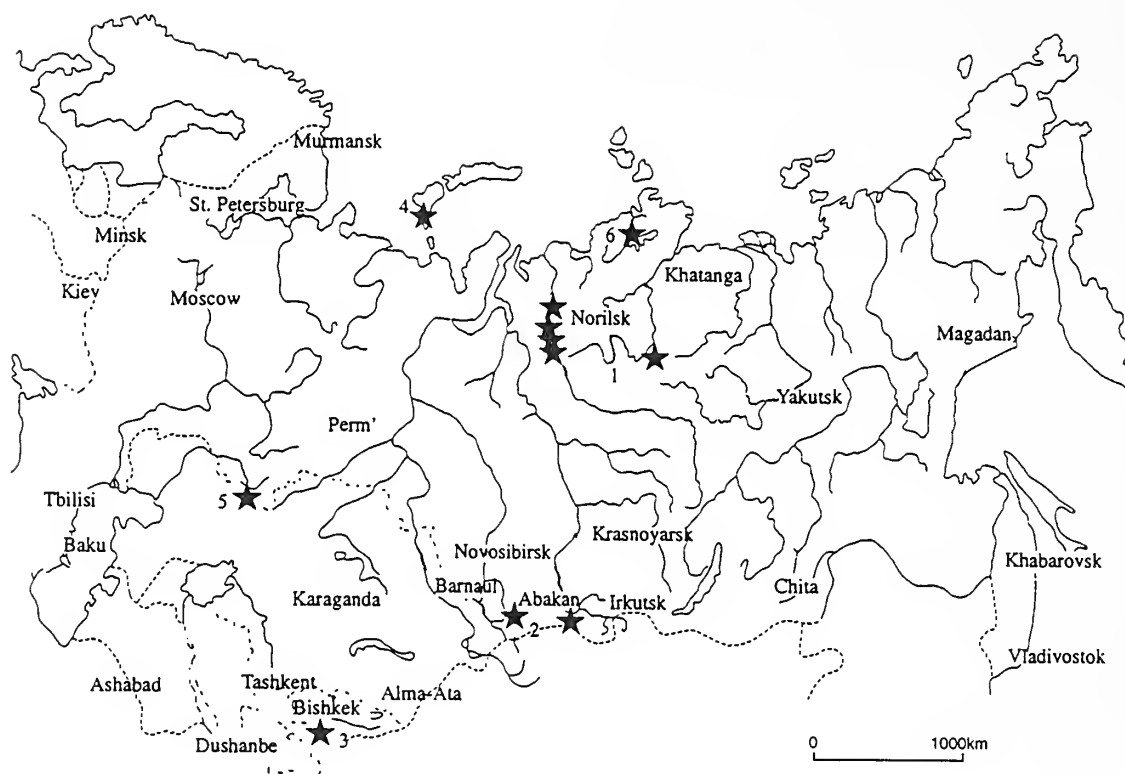 Murmansk
St. Petersburg
4
Minsk
6
Khatanga
Kiev
Moscow
Norilsk
Magadan
1
Yakutsk
Perm'
Tbilisi
5
Baku
Krasnoyarsk
Novosibirsk
Khabarovsk
Barnaul
Karaganda
Abakan
Irkutsk
Chita
2
Vladivostok
Ashabad
Tashkent
Alma-Ata
Bishkek
Dushanbe
3
0 1000km